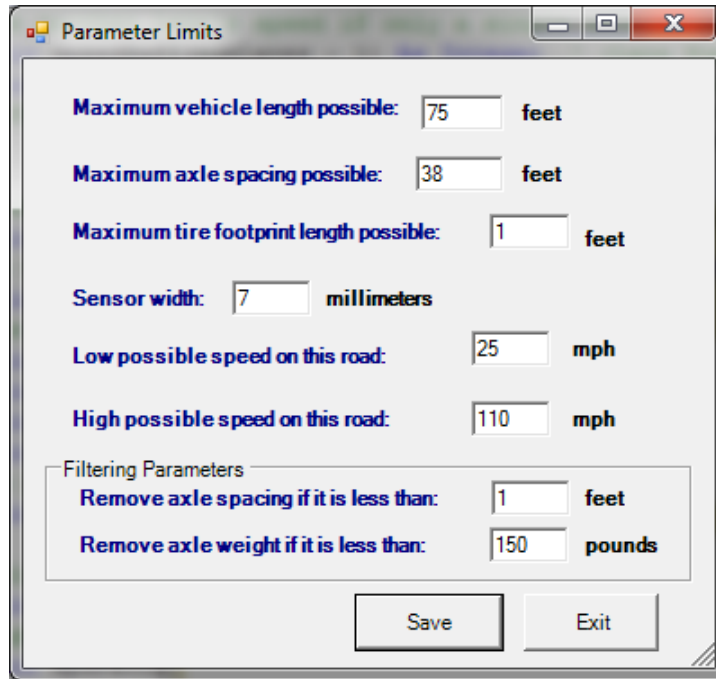 Parameter Limits
Maximum vehicle length possible: 75 feet
Maximum axle spacing possible: 38 feet
Maximum tire footprint length possible: 1 feet
Sensor width: 7 millimeters
Low possible speed on this road: 25 mph
High possible speed on this road: 110 mph
Filtering Parameters
Remove axle spacing if it is less than: 1 feet
Remove axle weight if it is less than: 150 pounds
Save Exit